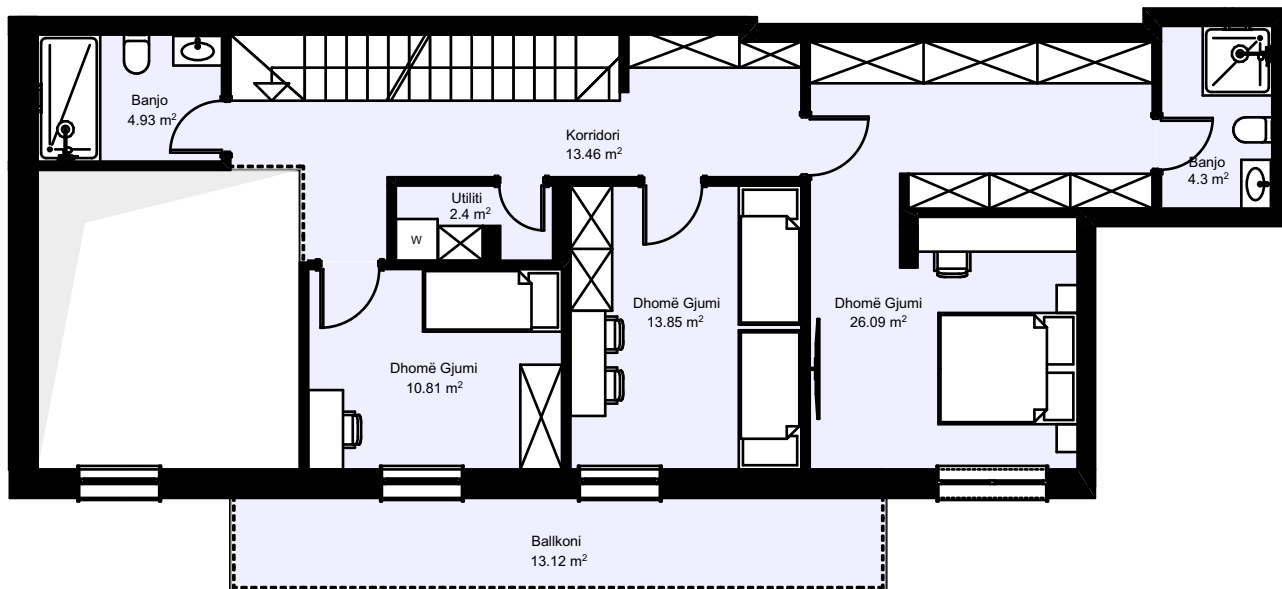 Banjo
4.93 m²
Korridori
13.46 m²
Banjo
4.3 m²
Utiliti
2.4 m²
W
Dhomë Gjumi
10.81 m²
Dhomë Gjumi
13.85 m²
Dhomë Gjumi
26.09 m²
Ballkoni
13.12 m²